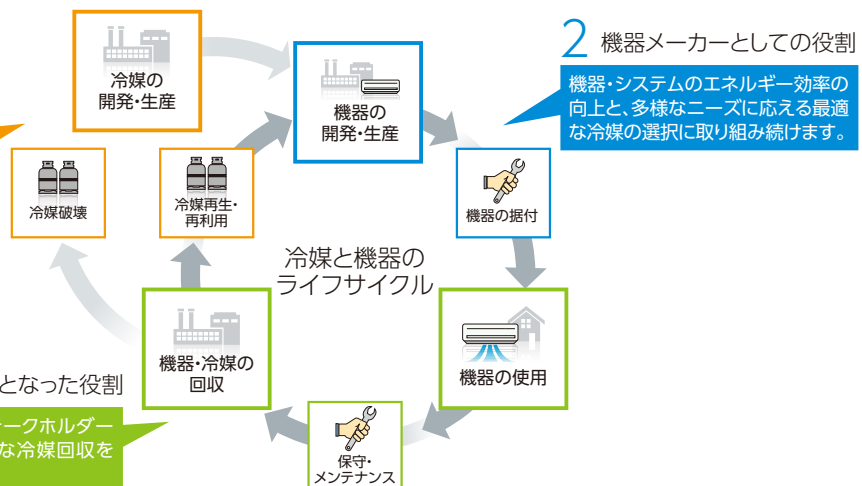 2 機器メーカーとしての役割
機器・システムのエネルギー効率の
向上と、多様なニーズに応える最適
な冷媒の選択に取り組み続けます。
冷媒の
開発・生産
機器の
開発・生産
冷媒破壊
冷媒再生・
再利用
機器の据付
冷媒と機器の
ライフサイクル
機器・冷媒の
回収
機器の使用
となった役割
ークホルダー
な冷媒回収を
保守・
メンテナンス